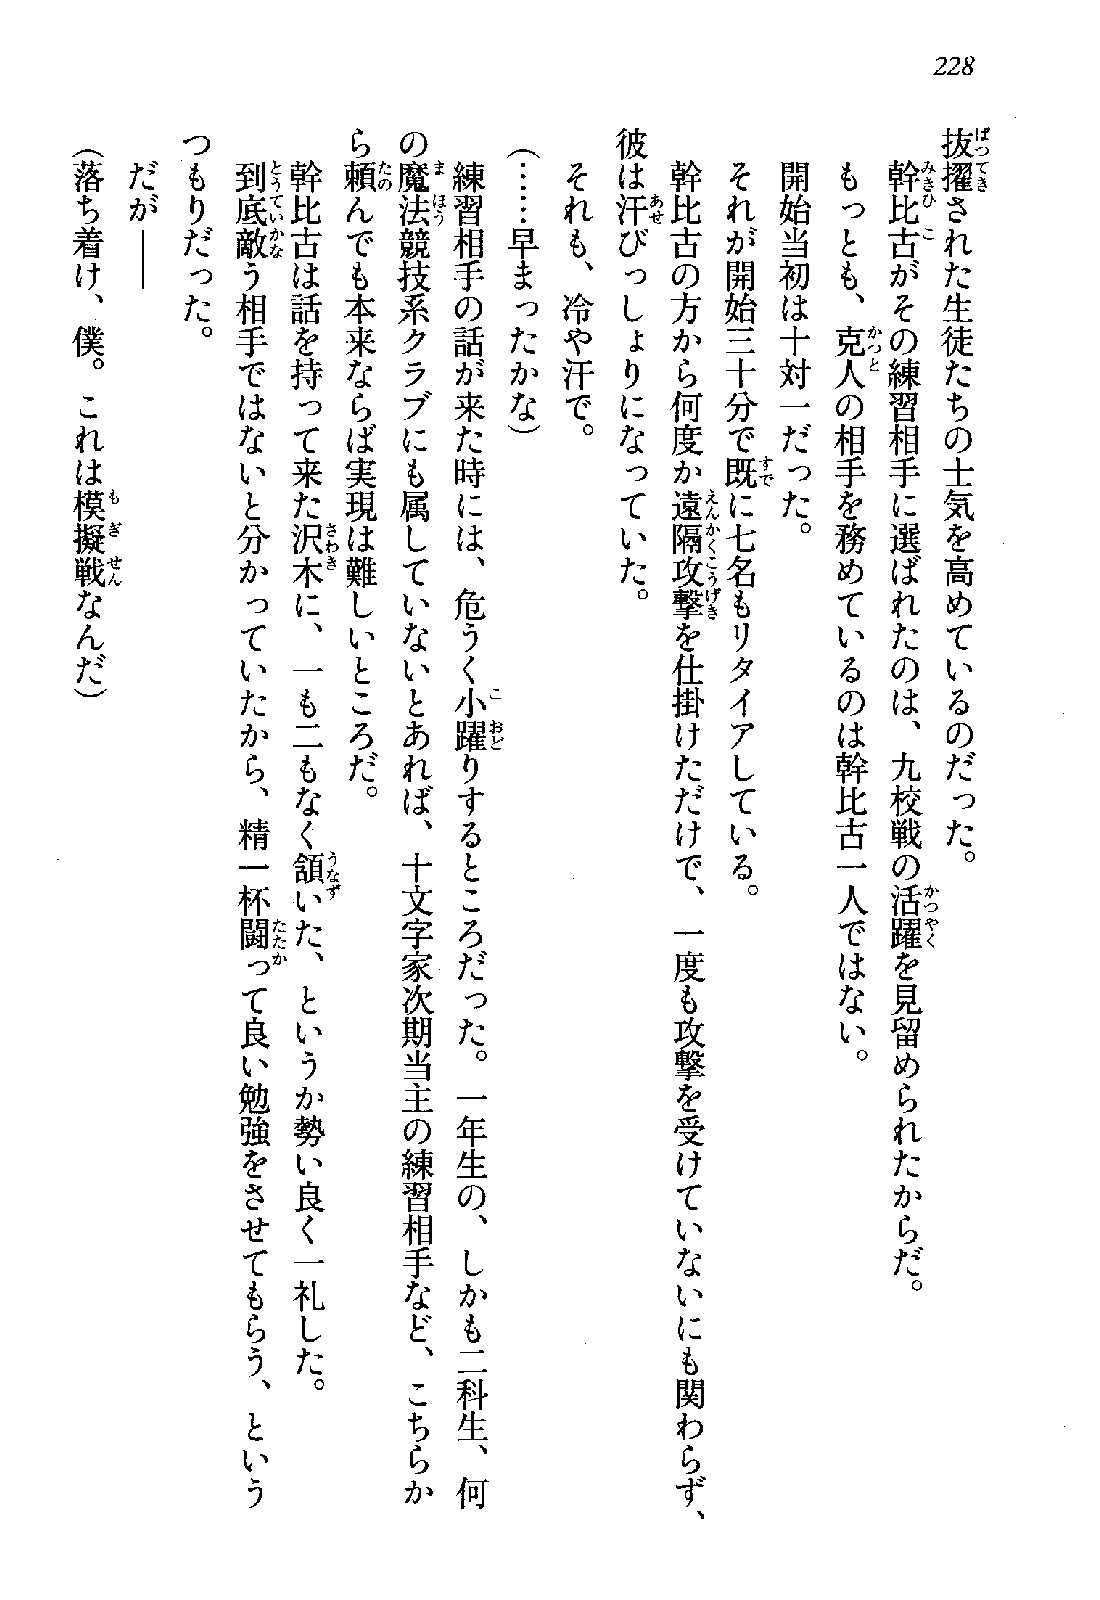 228
抜擢された生徒たちの士気を高めているのだった。
幹比古がその練習相手に選ばれたのは、九校戦の活躍を見留められたからだ。
もっとも、克人の相手を務めているのは幹比古一人ではない。
開始当初は十対一だった。
それが開始三十分で既に七名もリタイアしている。
幹比古の方から何度か遠隔攻撃を仕掛けただけで、一度も攻撃を受けていないにも関わらず、
彼は汗びっしょりになっていた。
それも、冷や汗で。
(……早まったかな)
練習相手の話が来た時には、危うく小躍りするところだった。一年生の、しかも二科生、何
の魔法競技系クラブにも属していないとあれば、十文字家次期当主の練習相手など、こちらか
ら頼んでも本来ならば実現は難しいところだ。
幹比古は話を持って来た沢木に、一も二もなく頷いた、というか勢い良く一礼した。
到底敵う相手ではないと分かっていたから、精一杯闘って良い勉強をさせてもらう、という
つもりだった。
だが――
(落ち着け、僕。これは模擬戦なんだ)